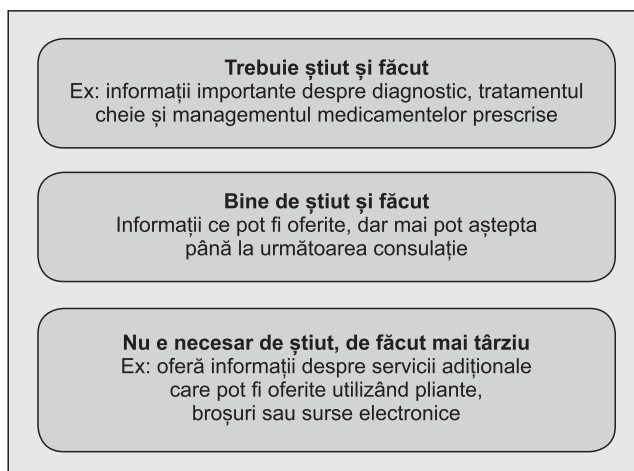 Trebuie știut și făcut
Ex: informații importante despre diagnostic, tratamentul
cheie și managementul medicamentelor prescrise
Bine de știut și făcut
Informații ce pot fi oferite, dar mai pot aștepta
până la următoarea consulație
Nu e necesar de știut, de făcut mai târziu
Ex: oferă informații despre servicii adiționale
care pot fi oferite utilizând pliante,
broșuri sau surse electronice